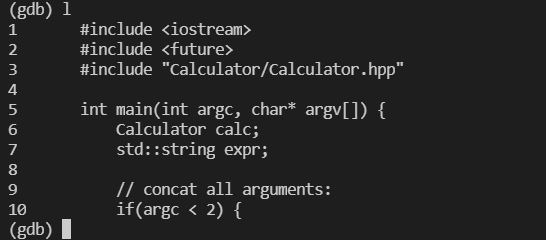 (gdb) l
1       #include <iostream>
2       #include <future>
3       #include "Calculator/Calculator.hpp"
4
5       int main(int argc, char* argv[]) {
6           Calculator calc;
7           std::string expr;
8
9           // concat all arguments:
10          if(argc < 2) {
(gdb)